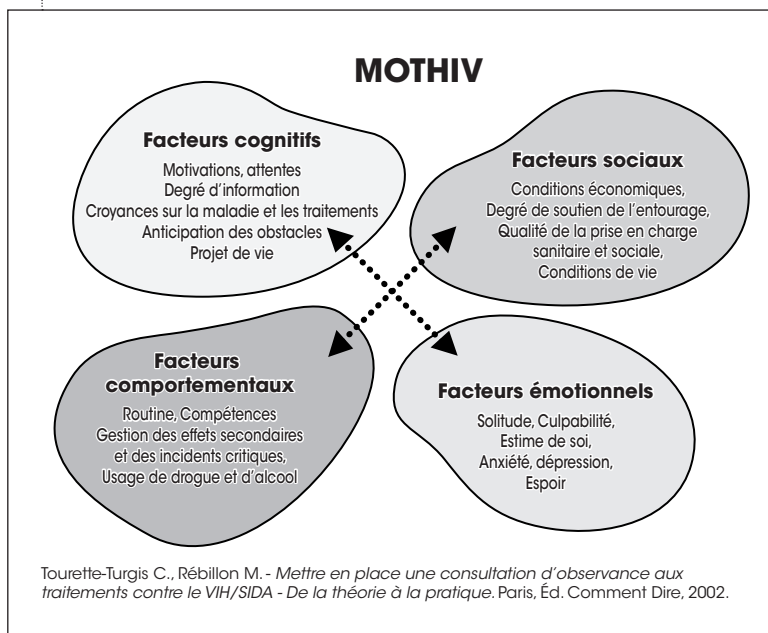 MOTHIV
Facteurs cognitifs
Motivations, attentes
Degré d'information
Croyances sur la maladie et les traitements
Anticipation des obstacles
Projet de vie
Facteurs sociaux
Conditions économiques,
Degré de soutien de l'entourage,
Qualité de la prise en charge
sanitaire et sociale,
Conditions de vie
Facteurs
comportementaux
Routine, Compétences
Gestion des effets secondaires
et des incidents critiques,
Usage de drogue et d'alcool
Facteurs émotionnels
Solitude, Culpabilité,
Estime de soi,
Anxiété, dépression,
Espoir
Tourette-Turgis C., Rébillon M. - Mettre en place une consultation d'observance aux
traitements contre le VIH/SIDA - De la théorie à la pratique. Paris, Éd. Comment Dire, 2002.